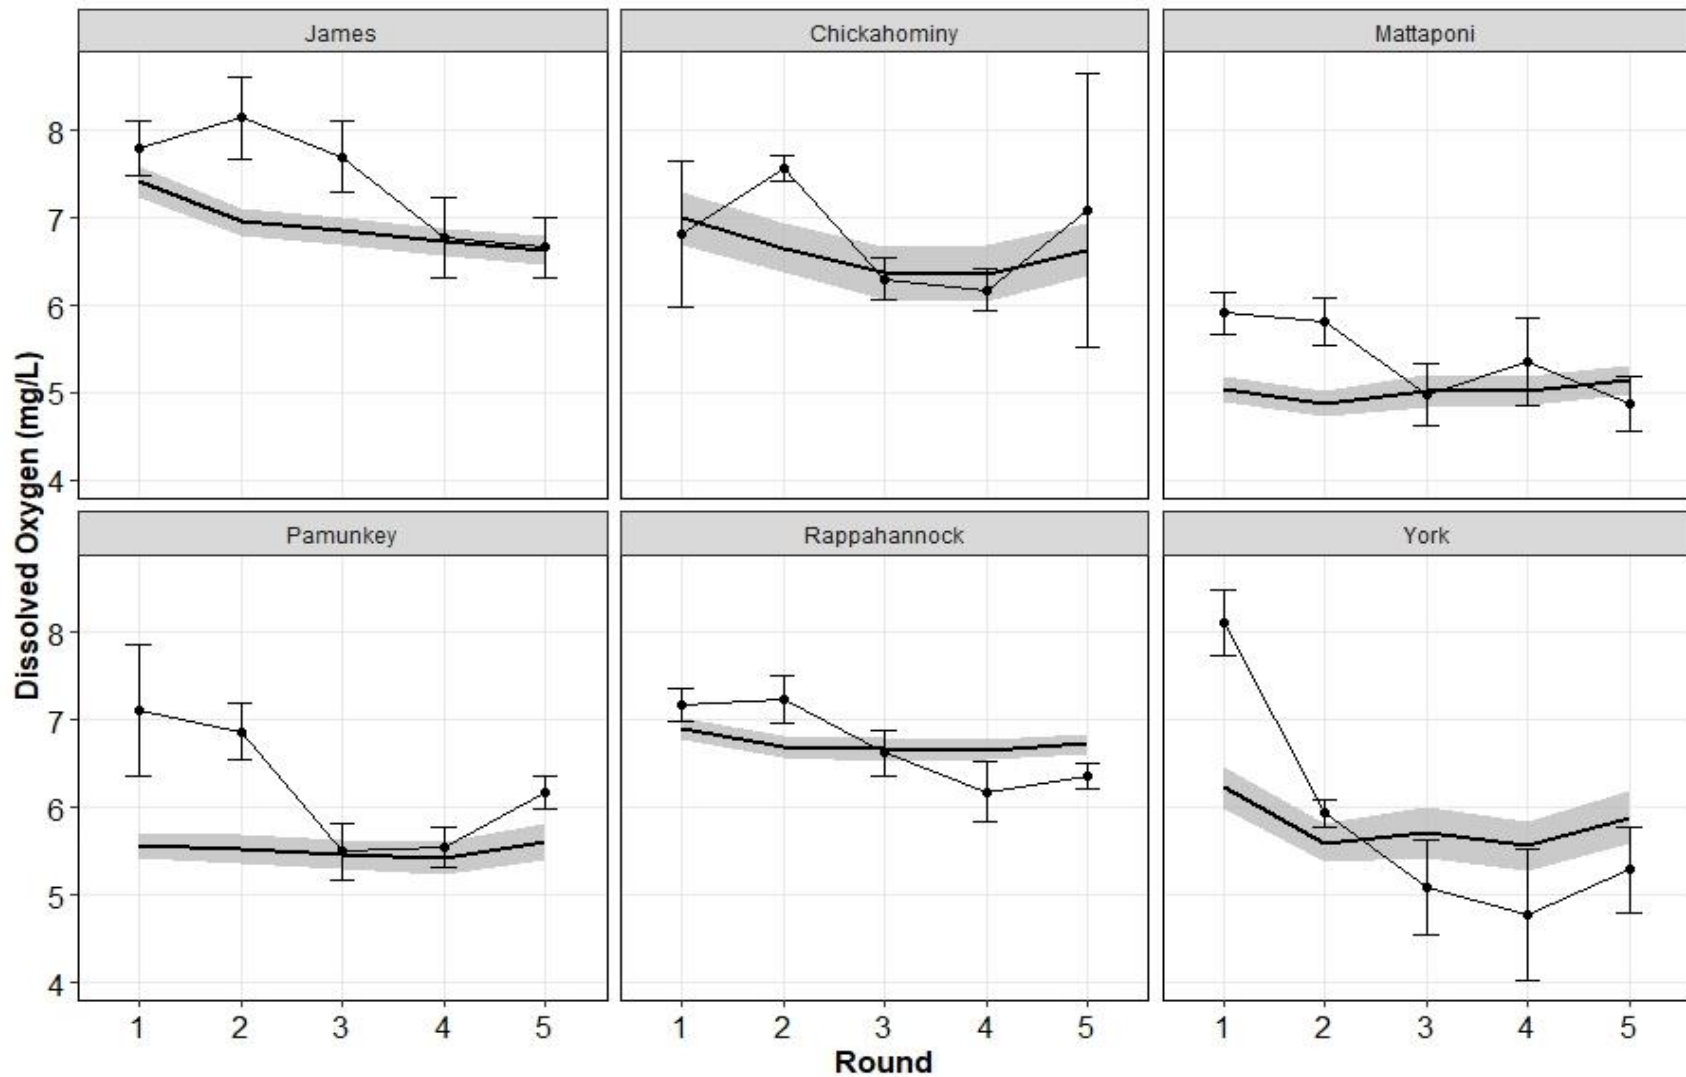 James
Chickahominy
Mattaponi
8
7
6
5
4
Dissolved Oxygen (mg/L)
Pamunkey
Rappahannock
York
8
7
6
5
4
1 2 3 4 5
1 2 3 4 5
1 2 3 4 5
Round